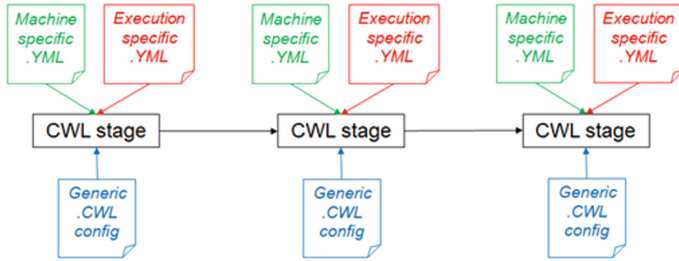 Machine
specific
.YML
Execution
specific
.YML
Machine
specific
.YML
Execution
specific
.YML
Machine
specific
.YML
Execution
specific
.YML
CWL stage
CWL stage
CWL stage
Generic
.CWL
config
Generic
.CWL
config
Generic
.CWL
config